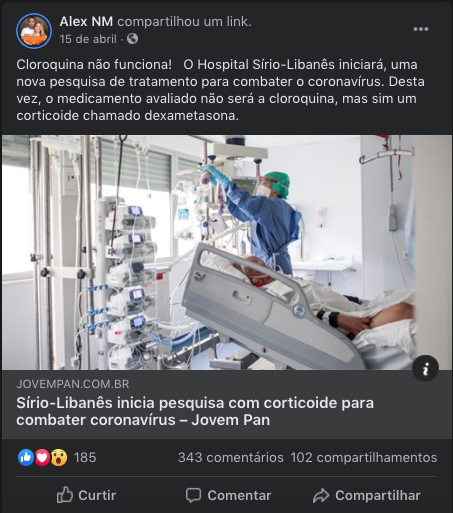 Alex NM compartilhou um link.
15 de abril ·
Cloroquina não funciona!   O Hospital Sírio-Libanês iniciará, uma
nova pesquisa de tratamento para combater o coronavírus. Desta
vez, o medicamento avaliado não será a cloroquina, mas sim um
corticoide chamado dexametasona.
JOVEMPAN.COM.BR
Sírio-Libanês inicia pesquisa com corticoide para
combater coronavírus – Jovem Pan
185 343 comentários 102 compartilhamentos
Curtir Comentar Compartilhar